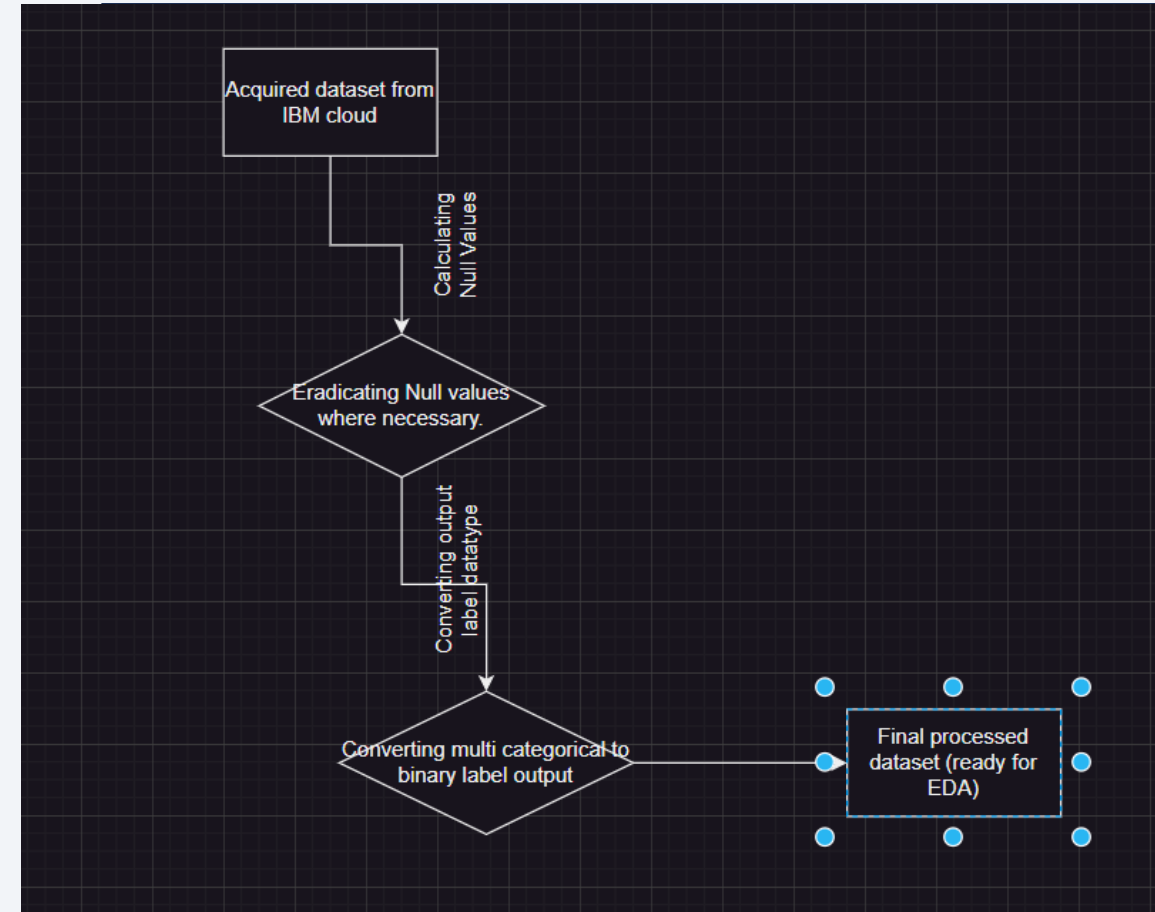 Acquired dataset from
IBM cloud
Calculating
Null Values
Eradicating Null values
where necessary.
Converting output
label datatype
Converting multi categorical to
binary label output
Final processed
dataset (ready for
EDA)